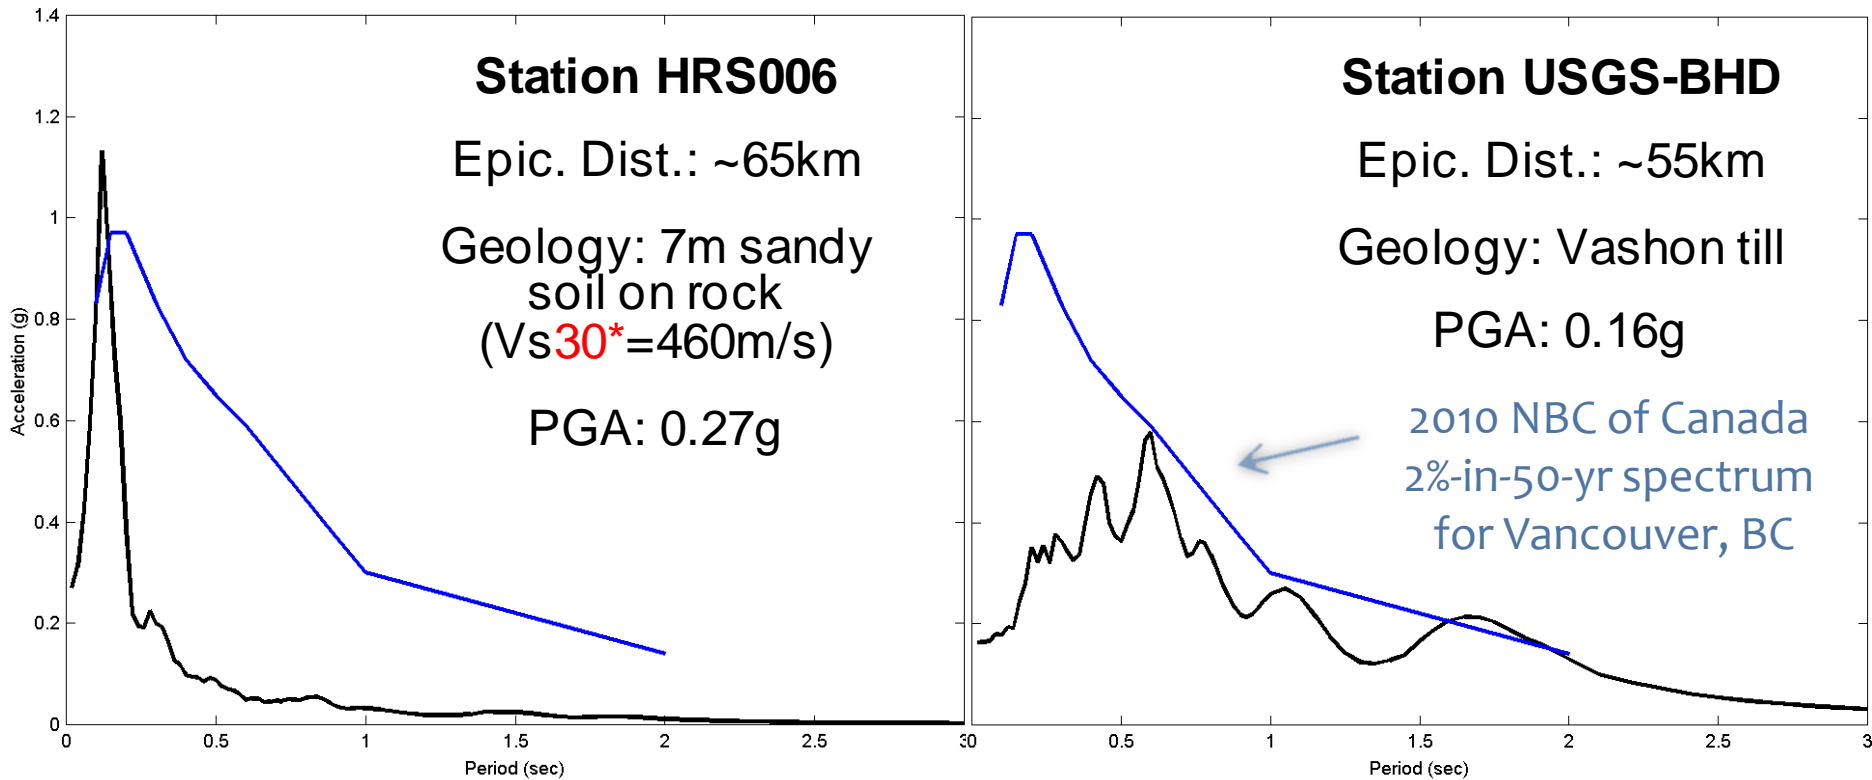 Station HRS006
Epic. Dist.: ~65km
Geology: 7m sandy
soil on rock
(Vs30*=460m/s)
PGA: 0.27g
1.4
1.2
1
0.8
0.6
0.4
0.2
0
Acceleration (g)
0 0.5 1 1.5 2 2.5 3
Period (sec)
Station USGS-BHD
Epic. Dist.: ~55km
Geology: Vashon till
PGA: 0.16g
2010 NBC of Canada
2%-in-50-yr spectrum
for Vancouver, BC
0 0.5 1 1.5 2 2.5 3
Period (sec)